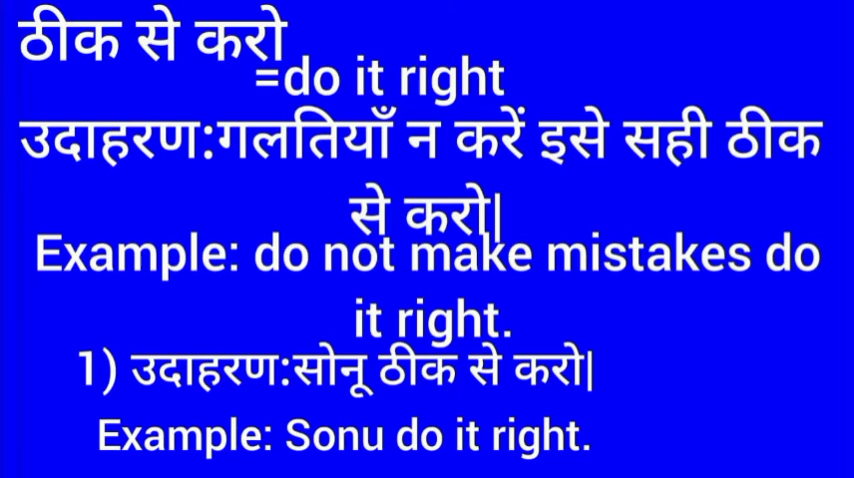 ठीक से करो
=do it right
उदाहरण:गलतियाँ न करें इसे सही ठीक
से करो|
Example: do not make mistakes do
it right.
1) उदाहरण:सोनू ठीक से करो|
Example: Sonu do it right.